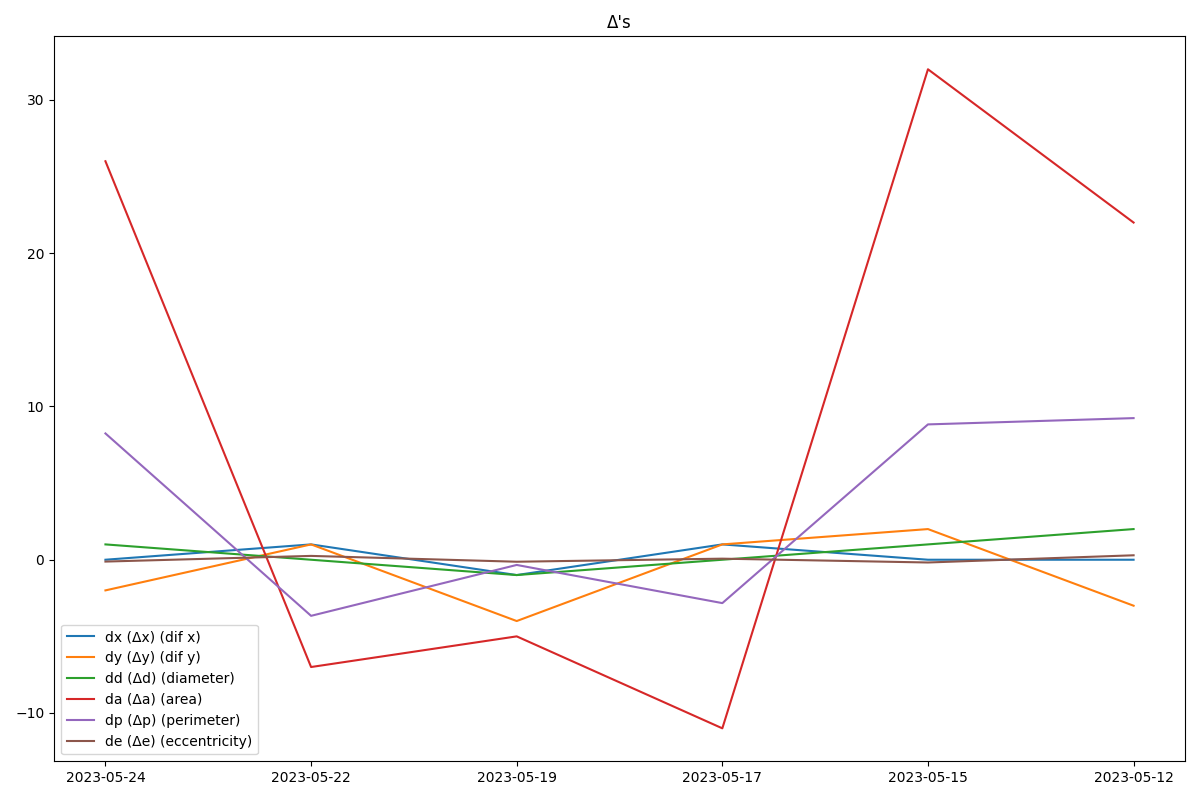 Δ's
30
20
10
0
−10
dx (Δx) (dif x)
dy (Δy) (dif y)
dd (Δd) (diameter)
da (Δa) (area)
dp (Δp) (perimeter)
de (Δe) (eccentricity)
2023-05-24 2023-05-22 2023-05-19 2023-05-17 2023-05-15 2023-05-12